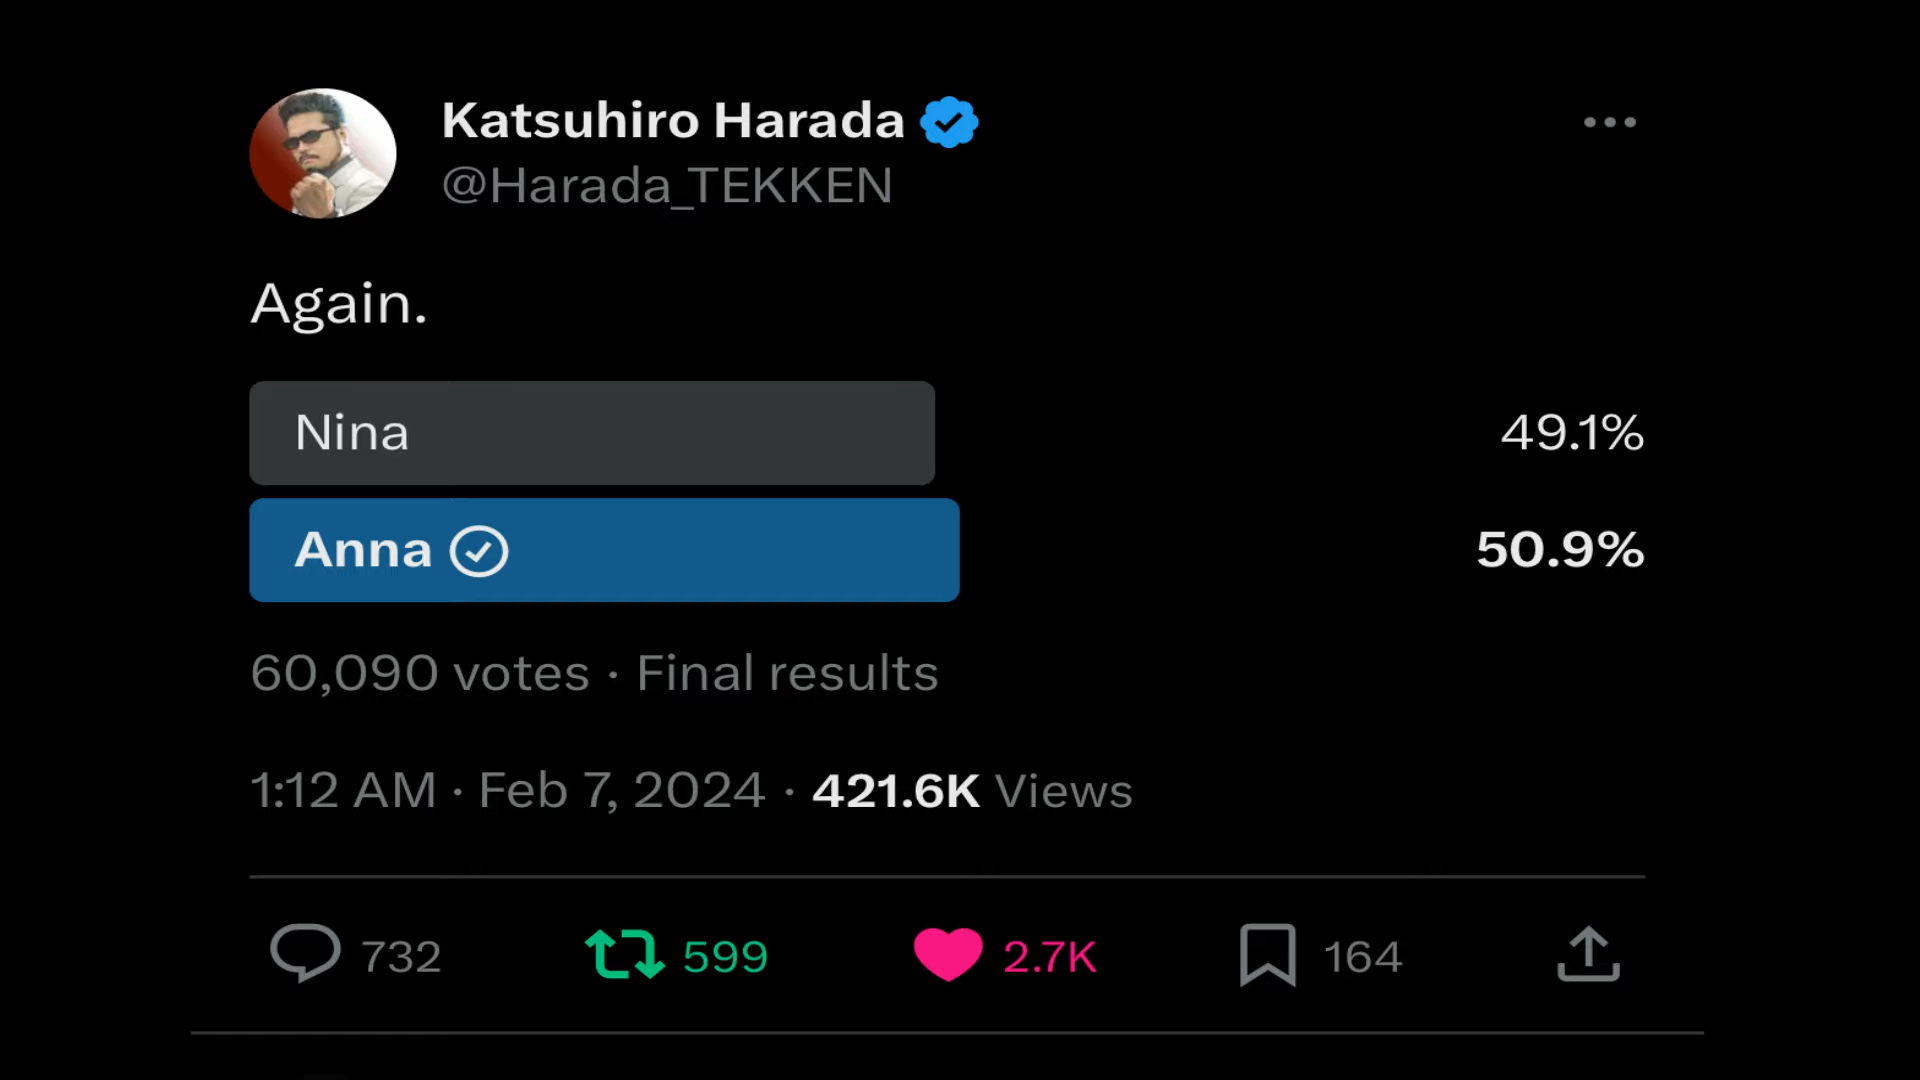 Katsuhiro Harada
@Harada_TEKKEN
Again.
Nina 49.1%
Anna 50.9%
60,090 votes · Final results
1:12 AM · Feb 7, 2024 · 421.6K Views
732 599 2.7K 164